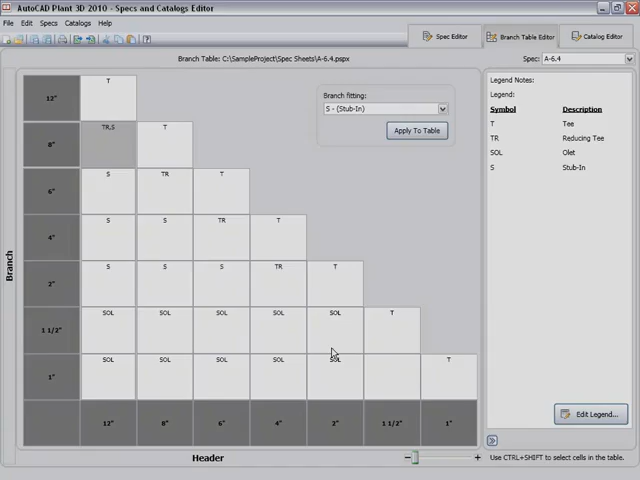 AutoCAD Plant 3D 2010 - Specs and Catalogs Editor
File Edit Specs Catalogs Help
Spec Editor Branch Table Editor Catalog Editor
Branch Table: C:\SampleProject\Spec Sheets\A-6.4.pspx
Spec: A-6.4
Branch fitting:
S - (Stub-In)
Apply To Table
Legend Notes:
Legend:
Symbol Description
T Tee
TR Reducing Tee
SOL Olet
S Stub-In
Edit Legend...
Branch
12" T
8" TR,S T
6" S TR T
4" S S TR T
2" S S S TR T
1 1/2" SOL SOL SOL SOL SOL T
1" SOL SOL SOL SOL SOL T
12" 8" 6" 4" 2" 1 1/2" 1"
Header
- +
Use CTRL+SHIFT to select cells in the table.